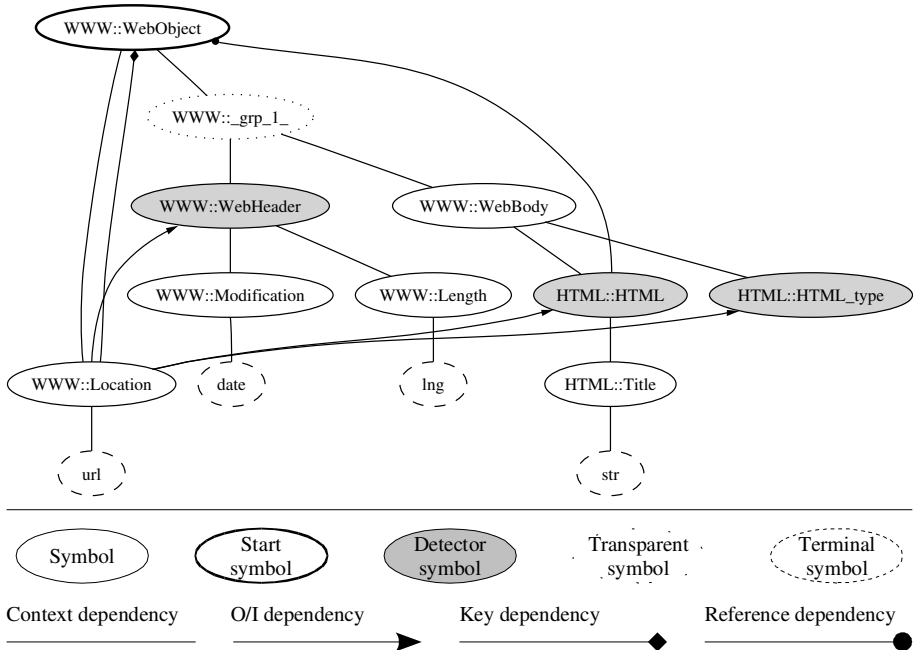 WWW::WebObject
WWW::_grp_1_
WWW::WebHeader
WWW::WebBody
WWW::Modification
WWW::Length
HTML::HTML
HTML::HTML_type
WWW::Location
date
lng
HTML::Title
url
str
Symbol
Start
symbol
Detector
symbol
Transparent
symbol
Terminal
symbol
Context dependency
O/I dependency
Key dependency
Reference dependency